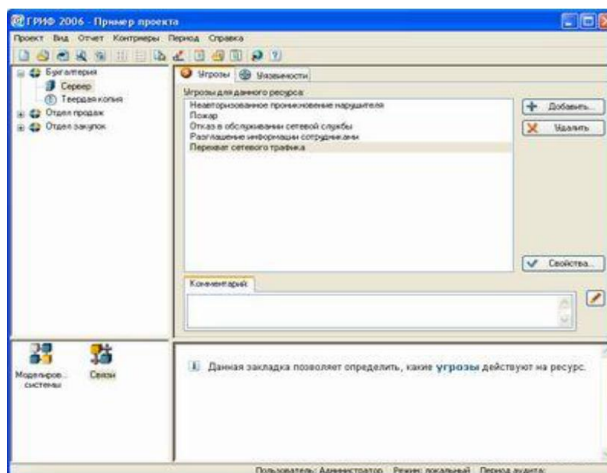 ГРИФ 2006 - Пример проекта
Проект Вид Отчет Контрмеры Период Справка
Бухгалтерия
Сервер
Твердая копия
Отдел продаж
Отдел закупок
Угрозы Уязвимости
Угрозы для данного ресурса:
Неавторизованное проникновение нарушителя
Пожар
Отказ в обслуживании сетевой службы
Разглашение информации сотрудниками
Перехват сетевого трафика
Добавить...
Удалить
Свойства...
Комментарий
Моделиров...
системы
Связи
Данная закладка позволяет определить, какие угрозы действуют на ресурс.
Пользователь: Администратор Режим: локальный Период аудита: